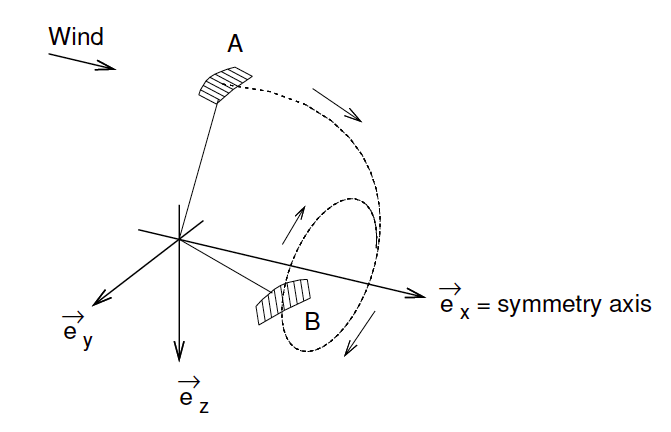 Wind
A
B
→
e x = symmetry axis
→
e y
→
e z